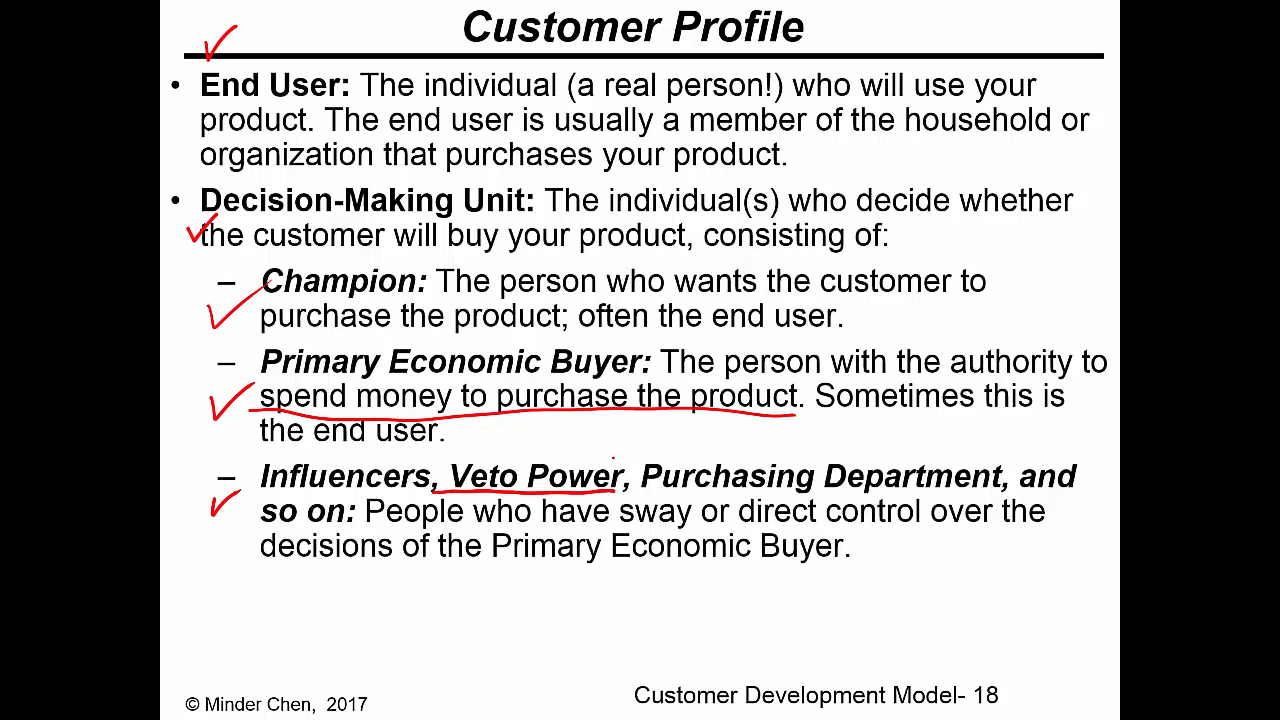 Customer Profile
• End User: The individual (a real person!) who will use your
product. The end user is usually a member of the household or
organization that purchases your product.
• Decision-Making Unit: The individual(s) who decide whether
the customer will buy your product, consisting of:
– Champion: The person who wants the customer to
purchase the product; often the end user.
– Primary Economic Buyer: The person with the authority to
spend money to purchase the product. Sometimes this is
the end user.
– Influencers, Veto Power, Purchasing Department, and
so on: People who have sway or direct control over the
decisions of the Primary Economic Buyer.
© Minder Chen, 2017
Customer Development Model- 18